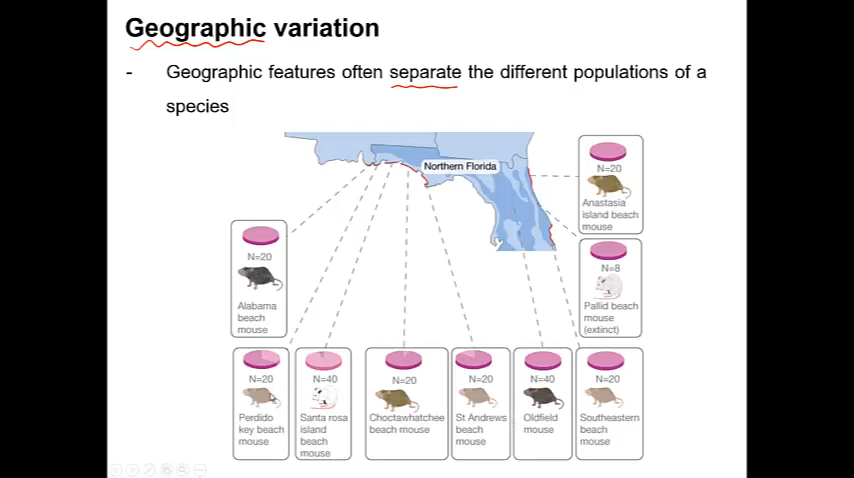 Geographic variation
- Geographic features often separate the different populations of a
species
Northern Florida
N=20
Anastasia
island beach
mouse
N=20
Alabama
beach
mouse
N=8
Pallid beach
mouse
(extinct)
N=20
Perdido
key beach
mouse
N=40
Santa rosa
island
beach
mouse
N=20
Choctawhatchee
beach mouse
N=20
St Andrews
beach
mouse
N=40
Oldfield
mouse
N=20
Southeastern
beach
mouse